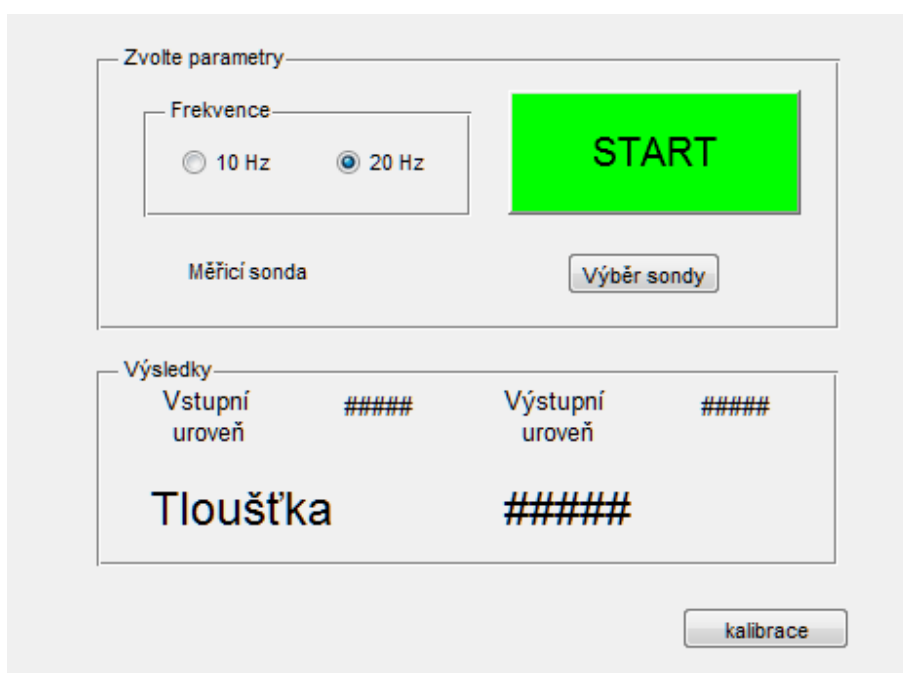 Zvolte parametry
Frekvence
10 Hz
20 Hz
START
Měřicí sonda
Výběr sondy
Výsledky
Vstupní
uroveň
#####
Výstupní
uroveň
#####
Tloušťka
#####
kalibrace